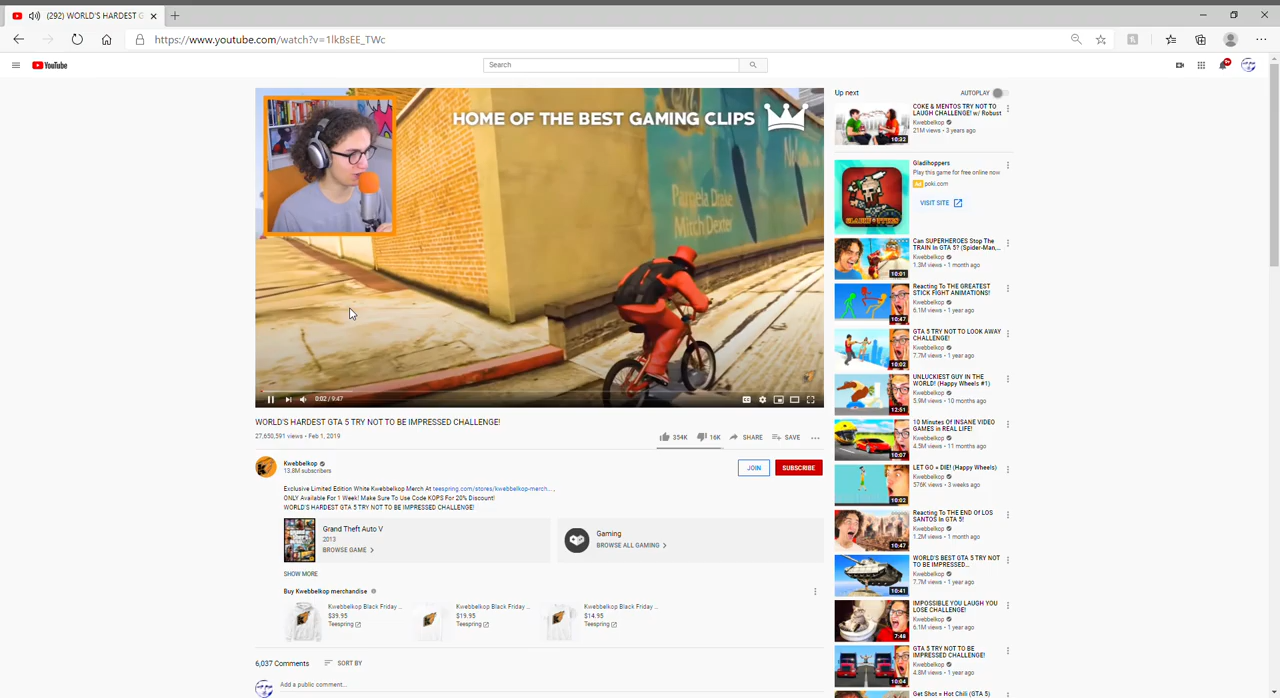 (292) WORLD'S HARDEST G
https://www.youtube.com/watch?v=1lkBsEE_TWc
YouTube
Search
9+
HOME OF THE BEST GAMING CLIPS
Pamela Drake
Mitch Dexter
0:02 / 9:47
WORLD'S HARDEST GTA 5 TRY NOT TO BE IMPRESSED CHALLENGE!
27,650,591 views • Feb 1, 2019
354K 16K SHARE SAVE
Kwebbelkop
13.8M subscribers
JOIN SUBSCRIBE
Exclusive Limited Edition White Kwebbelkop Merch At teespring.com/stores/kwebbelkop-merch... ,
ONLY Available For 1 Week! Make Sure To Use Code KOPS For 20% Discount!
WORLD'S HARDEST GTA 5 TRY NOT TO BE IMPRESSED CHALLENGE!
Grand Theft Auto V
2013
BROWSE GAME
Gaming
BROWSE ALL GAMING
SHOW MORE
Buy Kwebbelkop merchandise
Kwebbelkop Black Friday ...
$39.95
Teespring
Kwebbelkop Black Friday ...
$19.95
Teespring
Kwebbelkop Black Friday ...
$14.95
Teespring
6,037 Comments SORT BY
Add a public comment...
Up next AUTOPLAY
COKE & MENTOS TRY NOT TO
LAUGH CHALLENGE! w/ Robust
Kwebbelkop
21M views • 3 years ago
10:32
Gladihoppers
Play this game for free online now
Ad poki.com
VISIT SITE
Can SUPERHEROES Stop The
TRAIN In GTA 5? (Spider-Man,...
Kwebbelkop
1.3M views • 1 month ago
10:01
Reacting To THE GREATEST
STICK FIGHT ANIMATIONS!
Kwebbelkop
6.1M views • 1 year ago
10:47
GTA 5 TRY NOT TO LOOK AWAY
CHALLENGE!
Kwebbelkop
7.7M views • 1 year ago
10:02
UNLUCKIEST GUY IN THE
WORLD! (Happy Wheels #1)
Kwebbelkop
5.9M views • 10 months ago
12:51
10 Minutes Of INSANE VIDEO
GAMES in REAL LIFE!
Kwebbelkop
4.5M views • 11 months ago
10:07
LET GO = DIE! (Happy Wheels)
Kwebbelkop
576K views • 3 weeks ago
10:02
Reacting To THE END Of LOS
SANTOS In GTA 5!
Kwebbelkop
1.2M views • 1 month ago
10:47
WORLD'S BEST GTA 5 TRY NOT
TO BE IMPRESSED...
Kwebbelkop
7.7M views • 1 year ago
10:41
IMPOSSIBLE YOU LAUGH YOU
LOSE CHALLENGE!
Kwebbelkop
6.1M views • 1 year ago
7:48
GTA 5 TRY NOT TO BE
IMPRESSED CHALLENGE!
Kwebbelkop
4.8M views • 1 year ago
10:04
Get Shot = Hot Chili (GTA 5)